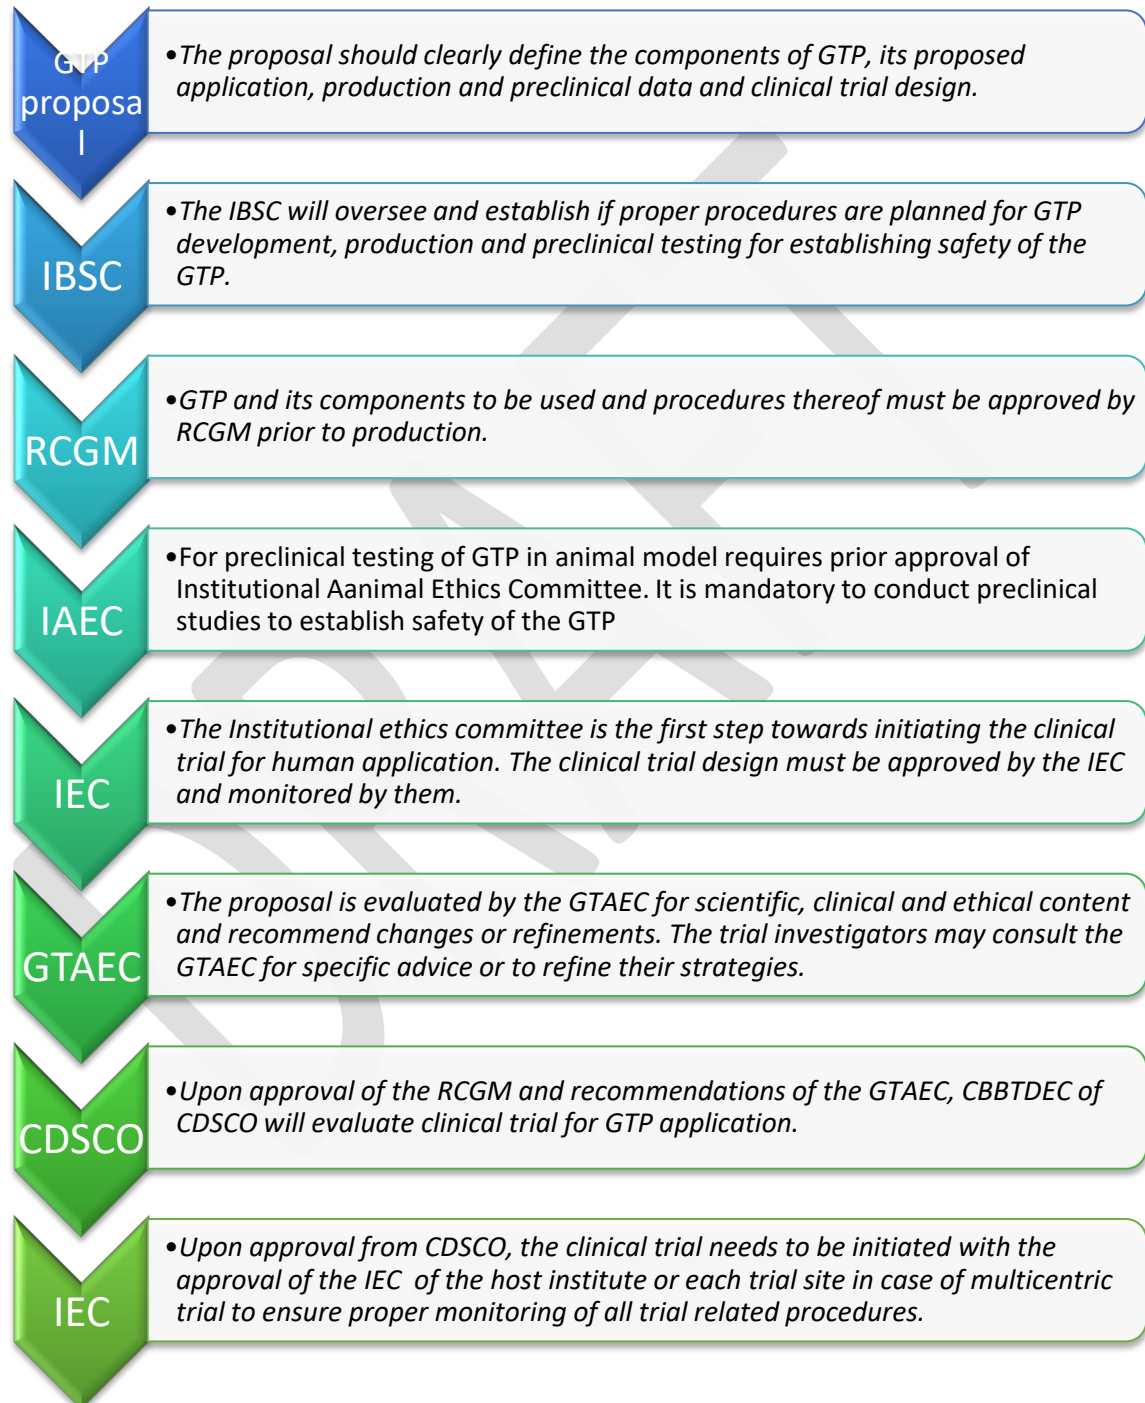 GTP
proposa
l
•The proposal should clearly define the components of GTP, its proposed
application, production and preclinical data and clinical trial design.
IBSC
•The IBSC will oversee and establish if proper procedures are planned for GTP
development, production and preclinical testing for establishing safety of the
GTP.
RCGM
•GTP and its components to be used and procedures thereof must be approved by
RCGM prior to production.
IAEC
•For preclinical testing of GTP in animal model requires prior approval of
Institutional Aanimal Ethics Committee. It is mandatory to conduct preclinical
studies to establish safety of the GTP
IEC
•The Institutional ethics committee is the first step towards initiating the clinical
trial for human application. The clinical trial design must be approved by the IEC
and monitored by them.
GTAEC
•The proposal is evaluated by the GTAEC for scientific, clinical and ethical content
and recommend changes or refinements. The trial investigators may consult the
GTAEC for specific advice or to refine their strategies.
CDSCO
•Upon approval of the RCGM and recommendations of the GTAEC, CBBTDEC of
CDSCO will evaluate clinical trial for GTP application.
IEC
•Upon approval from CDSCO, the clinical trial needs to be initiated with the
approval of the IEC of the host institute or each trial site in case of multicentric
trial to ensure proper monitoring of all trial related procedures.
DRAFT